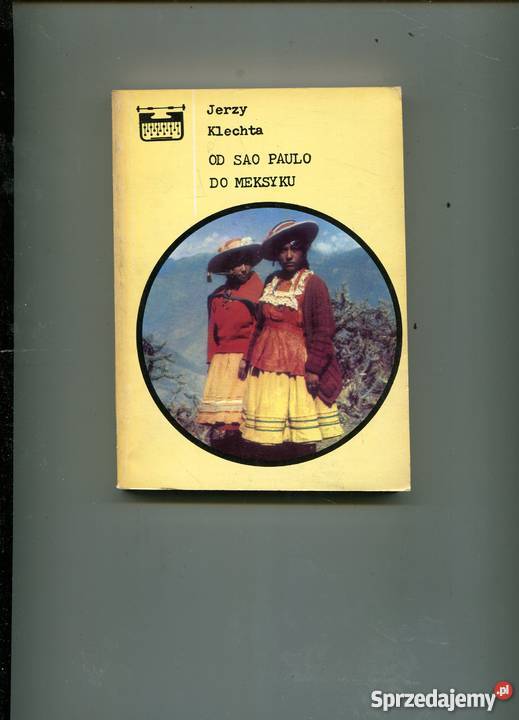 Jerzy
Klechta
OD SAO PAULO
DO MEKSYKU
Sprzedajemy.pl